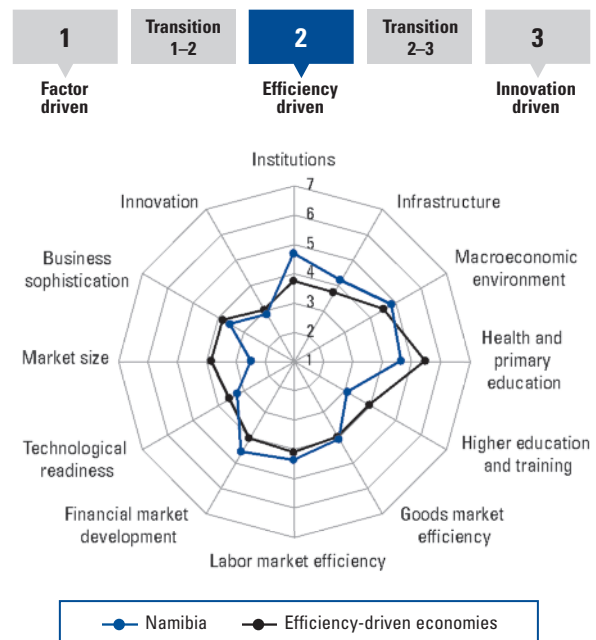 1
Transition
1–2
2
Transition
2–3
3
Factor
driven
Efficiency
driven
Innovation
driven
Institutions
7
Innovation
Infrastructure
6
5
Business
sophistication
Macroeconomic
environment
4
3
2
Market size
1
Health and
primary
education
Technological
readiness
Higher education
and training
Financial market
development
Goods market
efficiency
Labor market efficiency
Namibia
Efficiency-driven economies